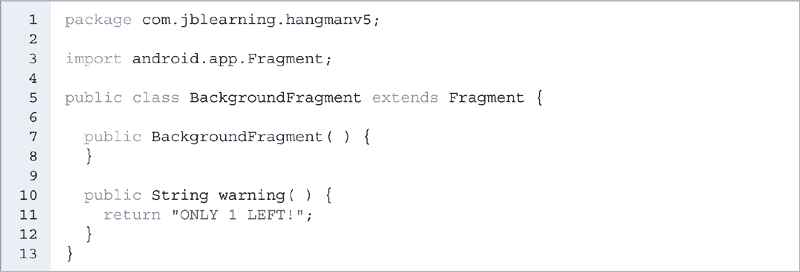 1 package com.jblearning.hangmanv5;
2
3 import android.app.Fragment;
4
5 public class BackgroundFragment extends Fragment {
6
7   public BackgroundFragment( ) {
8   }
9
10   public String warning( ) {
11     return "ONLY 1 LEFT!";
12   }
13 }